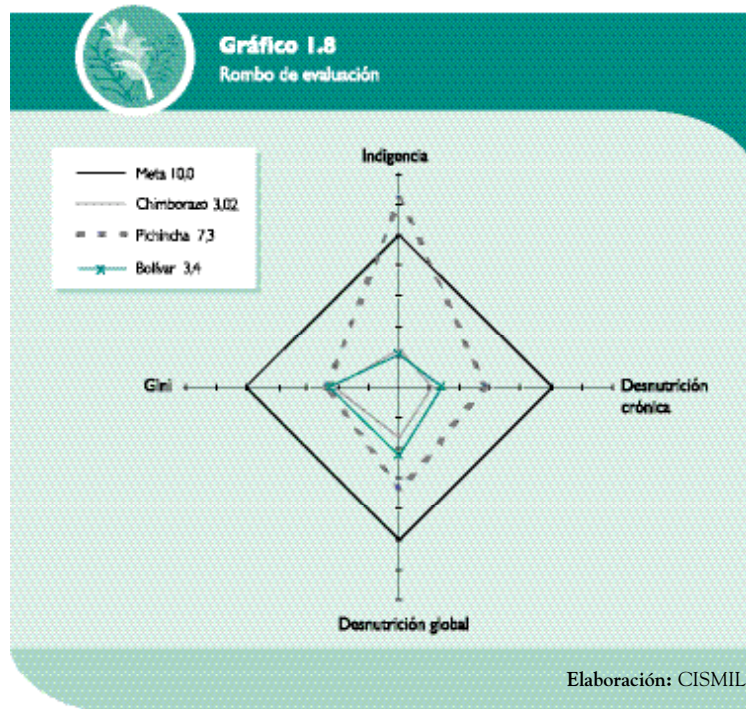 Gráfico 1.8
Rombo de evaluación
Indigencia
Meta 10,0
Chimborazo 3,02
Pichincha 7,3
Bolívar 3,4
Gini
Desnutrición
crónica
Desnutrición global
Elaboración: CISMIL